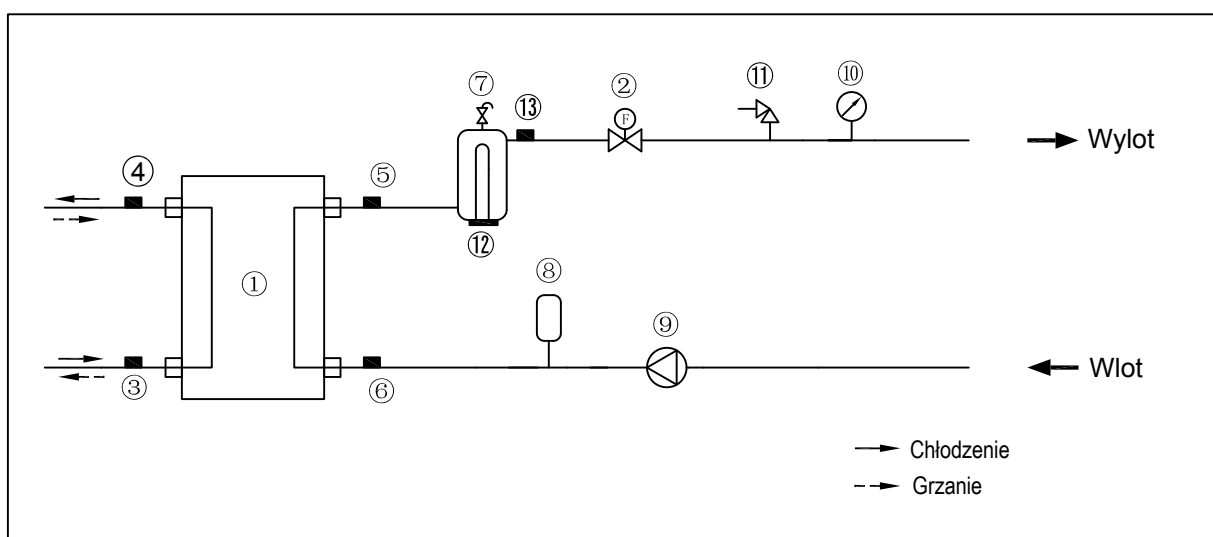 ⑦ ⑬ ② ⑪ ⑩
F
Wylot
④ ⑤
⑫
①
⑧
⑨
Wlot
③ ⑥
Chłodzenie
Grzanie